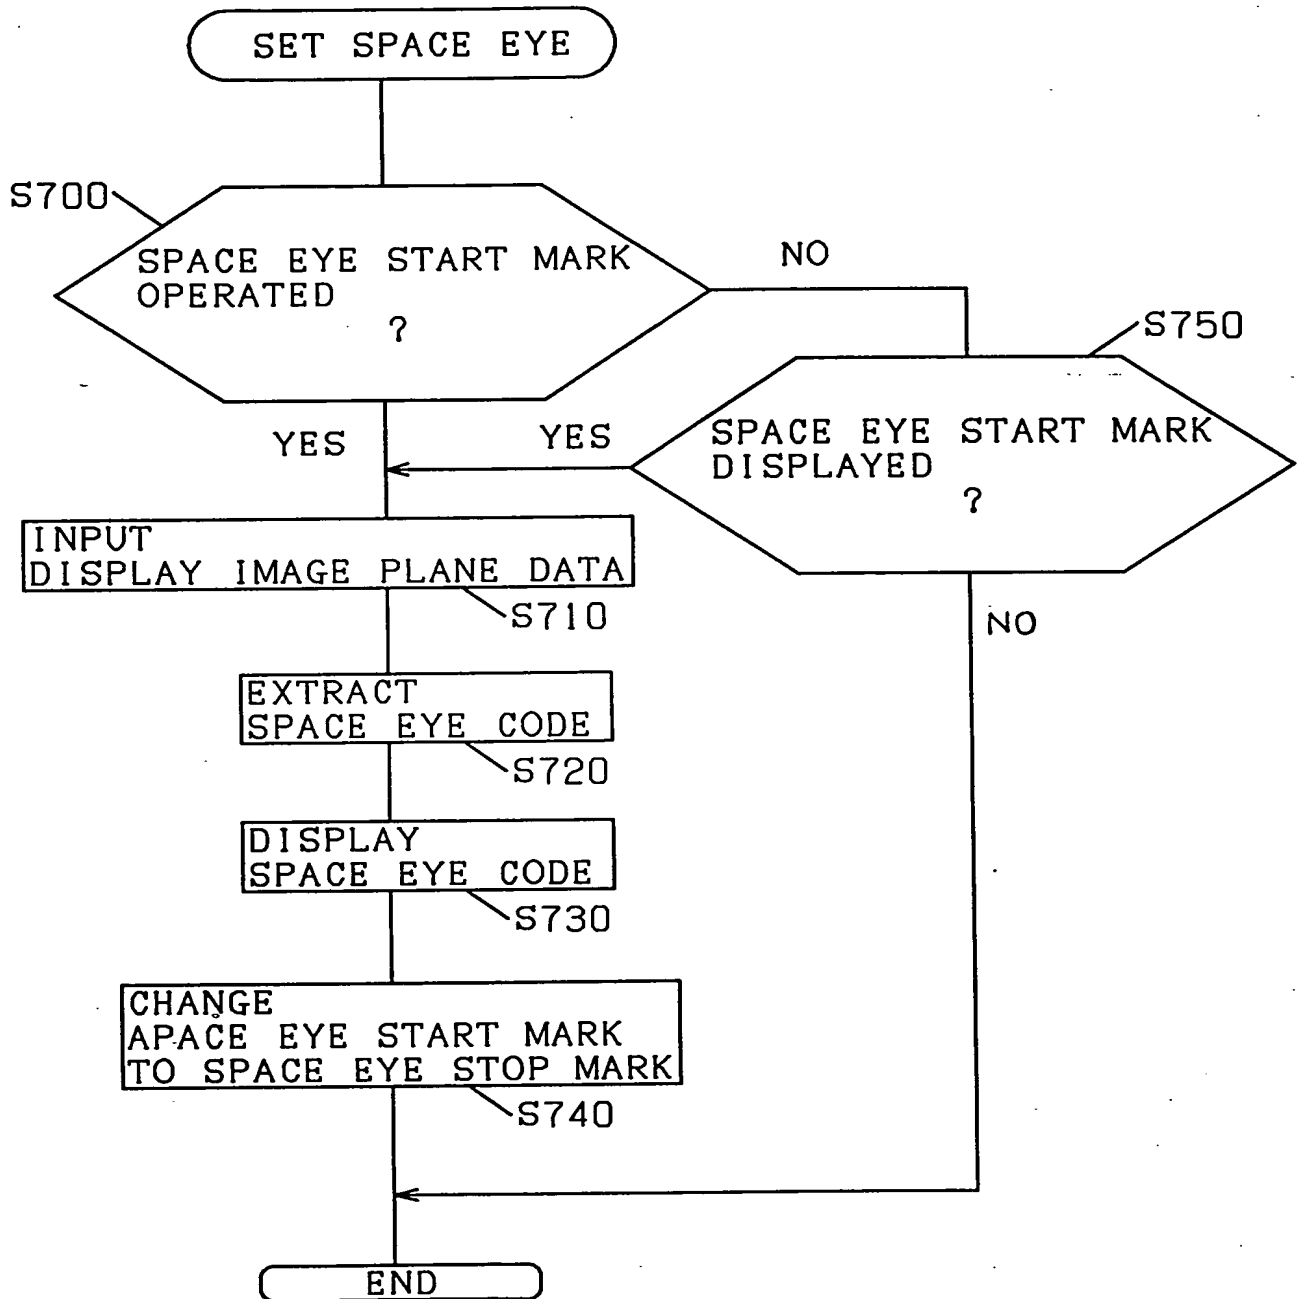 SET SPACE EYE
S700
SPACE EYE START MARK
OPERATED
?
NO
S750
YES
YES
SPACE EYE START MARK
DISPLAYED
?
INPUT
DISPLAY IMAGE PLANE DATA
S710
NO
EXTRACT
SPACE EYE CODE
S720
DISPLAY
SPACE EYE CODE
S730
CHANGE
APACE EYE START MARK
TO SPACE EYE STOP MARK
S740
END